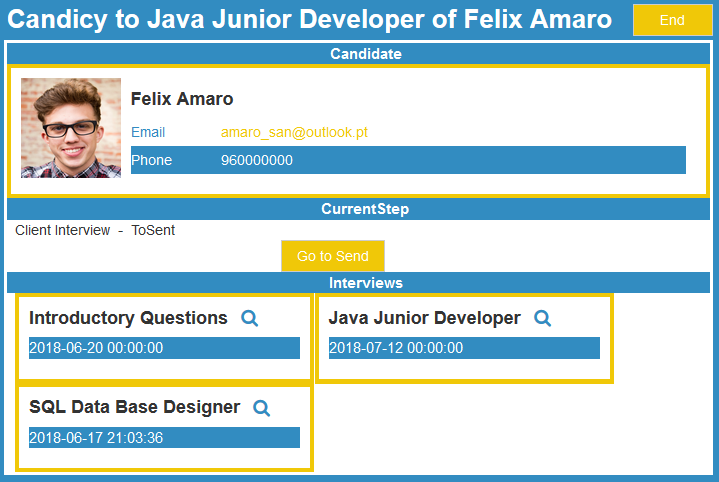 Candicy to Java Junior Developer of Felix Amaro
End
Candidate
Felix Amaro
Email amaro_san@outlook.pt
Phone 960000000
CurrentStep
Client Interview - ToSent
Go to Send
Interviews
Introductory Questions
2018-06-20 00:00:00
Java Junior Developer
2018-07-12 00:00:00
SQL Data Base Designer
2018-06-17 21:03:36